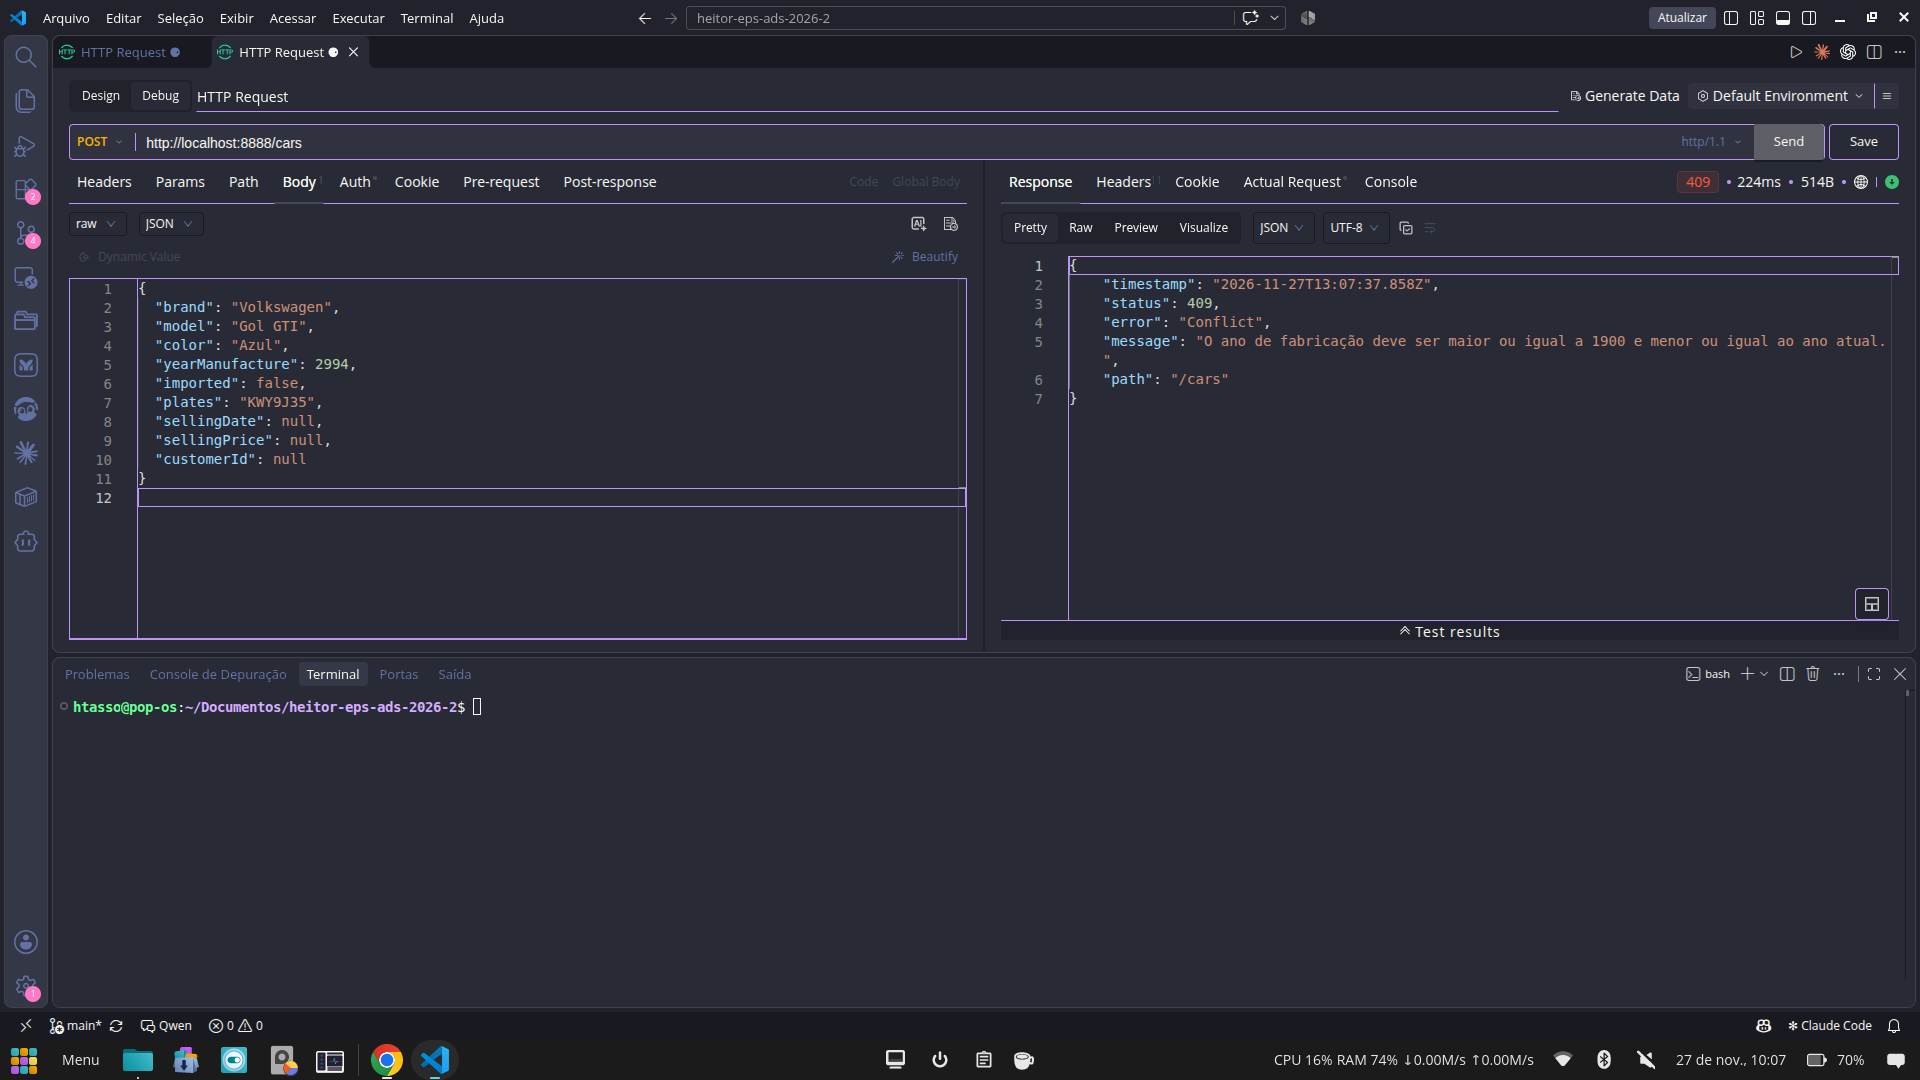 Arquivo Editar Seleção Exibir Acessar Executar Terminal Ajuda
heitor-eps-ads-2026-2
Atualizar
HTTP Request
HTTP Request
Design Debug HTTP Request
Generate Data Default Environment
POST http://localhost:8888/cars http/1.1 Send Save
Headers Params Path Body Auth Cookie Pre-request Post-response Code Global Body
raw JSON
Dynamic Value Beautify
1 {
2 "brand": "Volkswagen",
3 "model": "Gol GTI",
4 "color": "Azul",
5 "yearManufacture": 2994,
6 "imported": false,
7 "plates": "KWY9J35",
8 "sellingDate": null,
9 "sellingPrice": null,
10 "customerId": null
11 }
12
Response Headers 11 Cookie Actual Request Console 409 • 224ms • 514B
Pretty Raw Preview Visualize JSON UTF-8
1 {
2 "timestamp": "2026-11-27T13:07:37.858Z",
3 "status": 409,
4 "error": "Conflict",
5 "message": "O ano de fabricação deve ser maior ou igual a 1900 e menor ou igual ao ano atual.
",
6 "path": "/cars"
7 }
Test results
Problemas Console de Depuração Terminal Portas Saída
bash
htasso@pop-os:~/Documentos/heitor-eps-ads-2026-2$
2
4
1
main* Qwen 0 0
Claude Code
Menu
CPU 16% RAM 74% ↓0.00M/s ↑0.00M/s 27 de nov., 10:07 70%